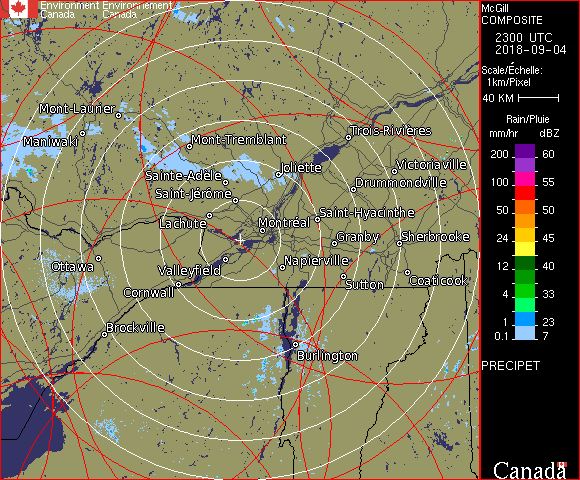 Environment Environnement
Canada Canada
McGill
COMPOSITE
2300 UTC
2018-09-04
Scale/Échelle:
1km/Pixel
40 KM
Rain/Pluie
mm/hr dBZ
200 60
100 55
50 50
24 45
12 40
4 33
1 23
0.1 7
PRECIPET
Canada
Mont-Laurier
Maniwaki
Mont-Tremblant
Trois-Rivières
Sainte-Adèle
Joliette
Victoriaville
Saint-Jérôme
Drummondville
Lachute
Montréal
Saint-Hyacinthe
Granby
Sherbrooke
Ottawa
Valleyfield
Napierville
Cornwall
Sutton
Coaticook
Brockville
Burlington